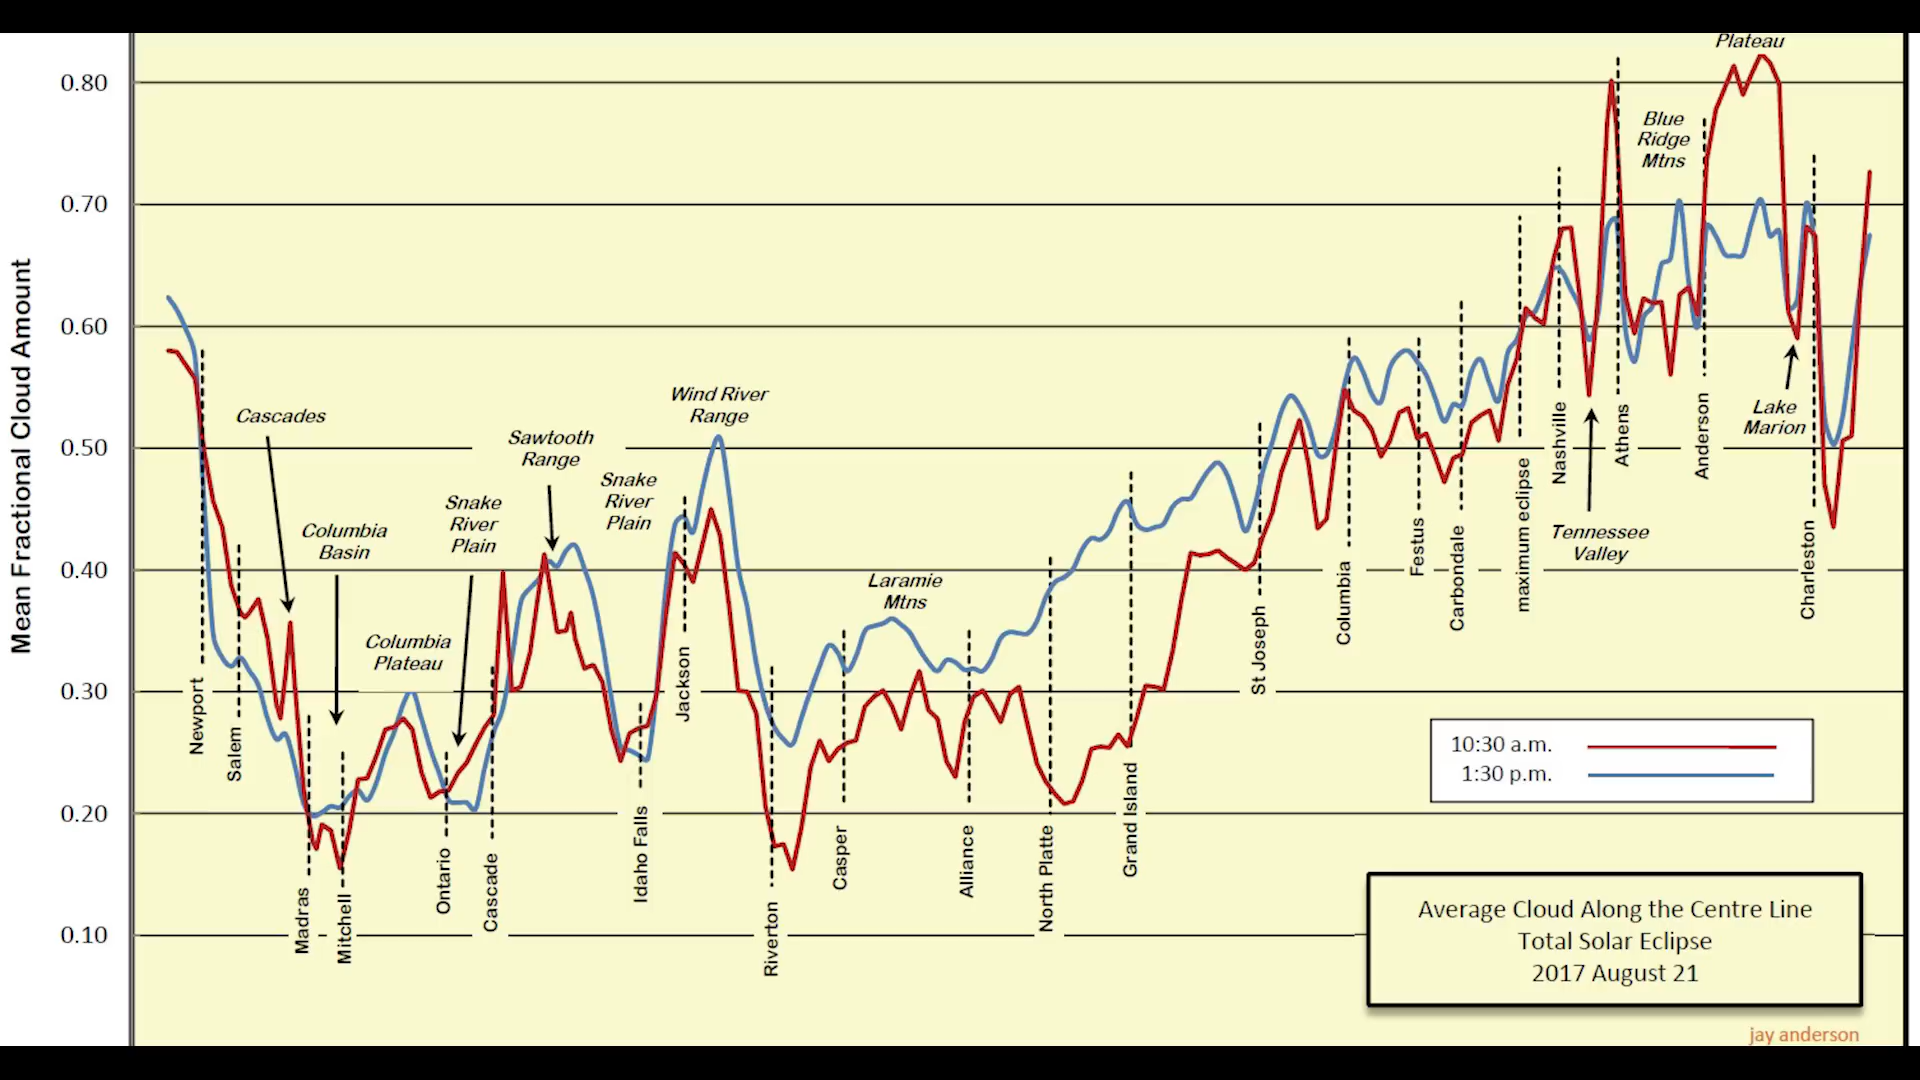 Plateau
0.80
0.70
0.60
0.50
0.40
0.30
0.20
0.10
Mean Fractional Cloud Amount
Cascades
Columbia
Basin
Columbia
Plateau
Snake
River
Plain
Sawtooth
Range
Snake
River
Plain
Wind River
Range
Laramie
Mtns
Blue
Ridge
Mtns
Tennessee
Valley
Lake
Marion
Newport
Salem
Madras
Mitchell
Ontario
Cascade
Idaho Falls
Jackson
Riverton
Casper
Alliance
North Platte
Grand Island
St Joseph
Columbia
Festus
Carbondale
maximum eclipse
Nashville
Athens
Anderson
Charleston
10:30 a.m.
1:30 p.m.
Average Cloud Along the Centre Line
Total Solar Eclipse
2017 August 21
jay anderson